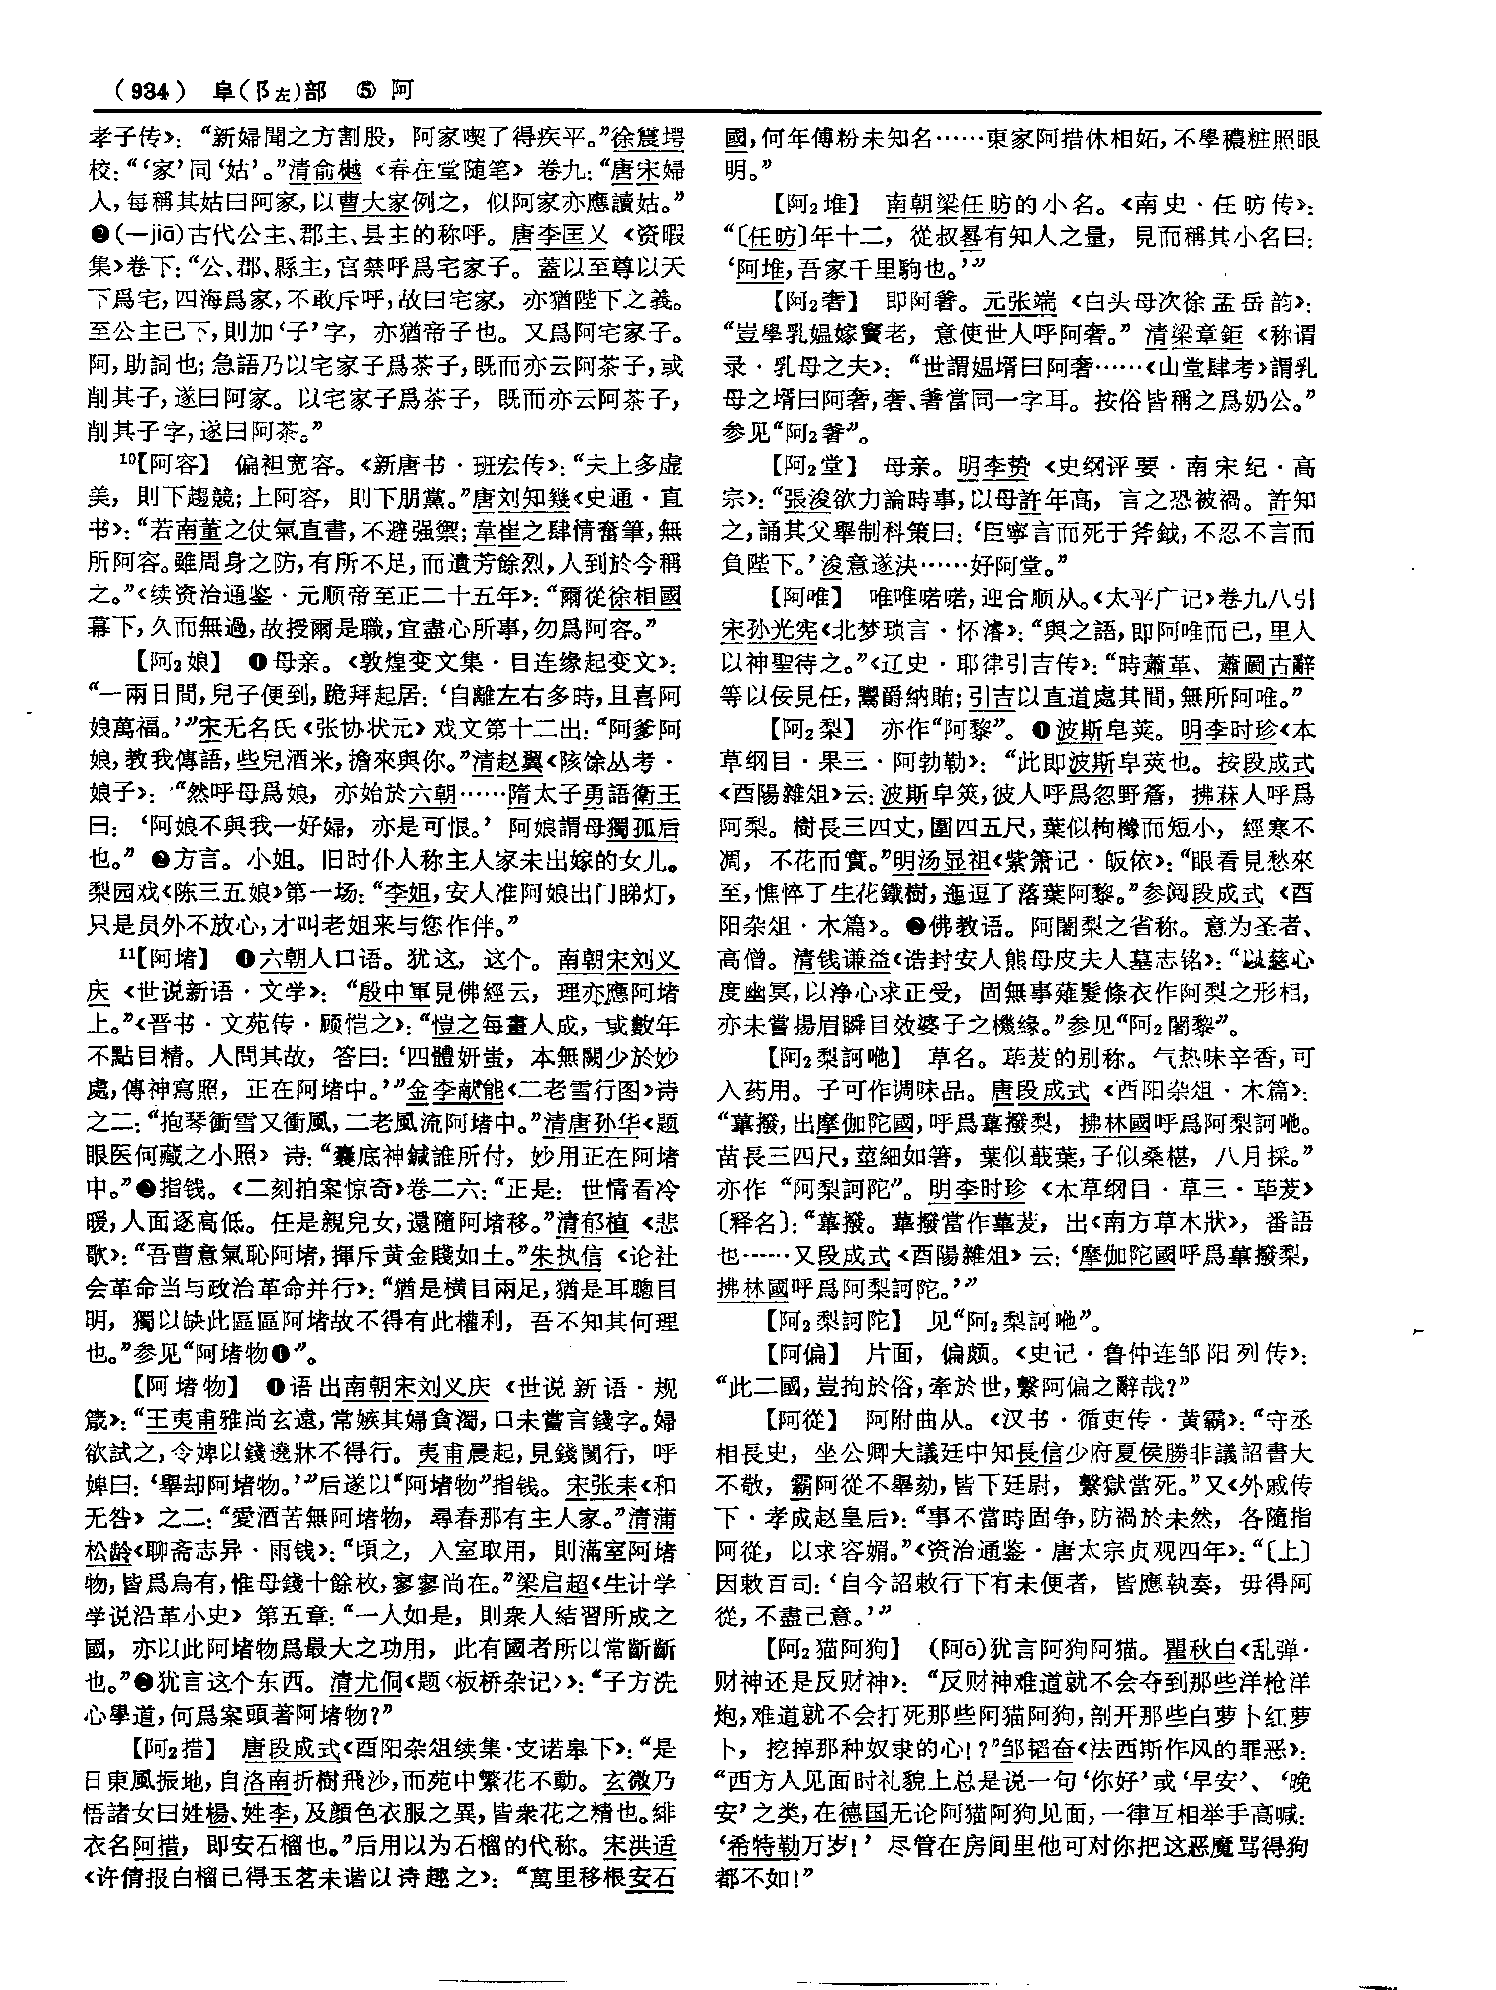 （934） 阜(阝左)部 ⑤ 阿
孝子传》：“新婦聞之方割股，阿家喫了得疾平。”徐震堮
校：“‘家’同‘姑’。”清俞樾《春在堂随笔》卷九：“唐宋婦
人，每稱其姑曰阿家，以曹大家例之，似阿家亦應讀姑。”
❷(—jiā)古代公主、郡主、县主的称呼。唐李匡乂《资暇
集》卷下：“公、郡、縣主，宫禁呼爲宅家子。蓋以至尊以天
下爲宅，四海爲家，不敢斥呼，故曰宅家，亦猶陛下之義。
至公主已下，則加‘子’字，亦猶帝子也。又爲阿宅家子。
阿，助詞也；急語乃以宅家子爲茶子，既而亦云阿茶子，或
削其子，遂曰阿家。以宅家子爲茶子，既而亦云阿茶子，
削其子字，遂曰阿茶。”
10【阿容】 偏袒宽容。《新唐书·班宏传》：“夫上多虚
美，則下趨競；上阿容，則下朋黨。”唐刘知幾《史通·直
书》：“若南董之仗氣直書，不避强禦；韋崔之肆情奮筆，無
所阿容。雖周身之防，有所不足，而遺芳餘烈，人到於今稱
之。”《续资治通鉴·元顺帝至正二十五年》：“爾從徐相國
幕下，久而無過，故授爾是職，宜盡心所事，勿爲阿容。”
【阿2娘】 ❶母亲。《敦煌变文集·目连缘起变文》：
“一兩日間，兒子便到，跪拜起居：‘自離左右多時，且喜阿
娘萬福。’”宋无名氏《张协状元》戏文第十二出：“阿爹阿
娘，教我傳語，些兒酒米，擔來與你。”清赵翼《陔馀丛考·
娘子》：“然呼母爲娘，亦始於六朝……隋太子勇語衛王
曰：‘阿娘不與我一好婦，亦是可恨。’阿娘謂母獨孤后
也。”❷方言。小姐。旧时仆人称主人家未出嫁的女儿。
梨园戏《陈三五娘》第一场：“李姐，安人准阿娘出门睇灯，
只是员外不放心，才叫老姐来与您作伴。”
11【阿堵】 ❶六朝人口语。犹这，这个。南朝宋刘义
庆《世说新语·文学》：“殷中軍見佛經云，理亦應阿堵
上。”《晋书·文苑传·顾恺之》：“愷之每畫人成，或數年
不點目精。人問其故，答曰：‘四體妍蚩，本無闕少於妙
處，傳神寫照，正在阿堵中。’”金李献能《二老雪行图》诗
之二：“抱琴衝雪又衝風，二老風流阿堵中。”清唐孙华《题
眼医何藏之小照》诗：“囊底神鍼誰所付，妙用正在阿堵
中。”❷指钱。《二刻拍案惊奇》卷二六：“正是：世情看冷
暖，人面逐高低。任是親兒女，還隨阿堵移。”清郁植《悲
歌》：“吾曹意氣恥阿堵，揮斥黄金賤如土。”朱执信《论社
会革命当与政治革命并行》：“猶是横目兩足，猶是耳聰目
明，獨以缺此區區阿堵故不得有此權利，吾不知其何理
也。”参见“阿堵物❶”。
【阿堵物】 ❶语出南朝宋刘义庆《世说新语·规
箴》：“王夷甫雅尚玄遠，常嫉其婦貪濁，口未嘗言錢字。婦
欲試之，令婢以錢遶牀不得行。夷甫晨起，見錢閡行，呼
婢曰：‘舉却阿堵物。’”后遂以“阿堵物”指钱。宋张耒《和
无咎》之二：“愛酒苦無阿堵物，尋春那有主人家。”清蒲
松龄《聊斋志异·雨钱》：“頃之，入室取用，則滿室阿堵
物，皆爲烏有，惟母錢十餘枚，寥寥尚在。”梁启超《生计学
学说沿革小史》第五章：“一人如是，則衆人結習所成之
國，亦以此阿堵物爲最大之功用，此有國者所以常齗齗
也。”❷犹言这个东西。清尤侗《题〈板桥杂记〉》：“子方洗
心學道，何爲案頭著阿堵物？”
【阿2措】 唐段成式《酉阳杂俎续集·支诺皋下》：“是
日東風振地，自洛南折樹飛沙，而苑中繁花不動。玄微乃
悟諸女曰姓楊、姓李，及顔色衣服之異，皆衆花之精也。緋
衣名阿措，即安石榴也。”后用以为石榴的代称。宋洪适
《许倩报白榴已得玉茗未谐以诗趣之》：“萬里移根安石
國，何年傅粉未知名……東家阿措休相妬，不學穠粧照眼
明。”
【阿2堆】 南朝梁任昉的小名。《南史·任昉传》：
“〔任昉〕年十二，從叔晷有知人之量，見而稱其小名曰：
‘阿堆，吾家千里駒也。’”
【阿2奢】 即阿㸙。元张端《白头母次徐孟岳韵》：
“豈學乳媪嫁竇老，意使世人呼阿奢。”清梁章鉅《称谓
录·乳母之夫》：“世謂媪壻曰阿奢……《山堂肆考》謂乳
母之壻曰阿奢，奢、㸙當同一字耳。按俗皆稱之爲奶公。”
参见“阿2㸙”。
【阿2堂】 母亲。明李贽《史纲评要·南宋纪·高
宗》：“張浚欲力論時事，以母許年高，言之恐被禍。許知
之，誦其父舉制科策曰：‘臣寧言而死于斧鉞，不忍不言而
負陛下。’浚意遂決……好阿堂。”
【阿唯】 唯唯喏喏，迎合顺从。《太平广记》卷九八引
宋孙光宪《北梦琐言·怀濬》：“與之語，即阿唯而已，里人
以神聖待之。”《辽史·耶律引吉传》：“時蕭革、蕭圖古辭
等以佞見任，鬻爵納賄；引吉以直道處其間，無所阿唯。”
【阿2梨】 亦作“阿黎”。❶波斯皂荚。明李时珍《本
草纲目·果三·阿勃勒》：“此即波斯皁莢也。按段成式
《酉陽雜俎》云：波斯皁筴，彼人呼爲忽野簷，拂菻人呼爲
阿梨。樹長三四丈，圍四五尺，葉似枸櫞而短小，經寒不
凋，不花而實。”明汤显祖《紫箫记·皈依》：“眼看見愁來
至，憔悴了生花鐵樹，迤逗了落葉阿黎。”参阅段成式《酉
阳杂俎·木篇》。❷佛教语。阿闍梨之省称。意为圣者、
高僧。清钱谦益《诰封安人熊母皮夫人墓志铭》：“以慈心
度幽冥，以净心求正受，固無事薙髮絛衣作阿梨之形相，
亦未嘗揚眉瞬目效婆子之機缘。”参见“阿2闍黎”。
【阿2梨訶咃】 草名。荜茇的别称。气热味辛香，可
入药用。子可作调味品。唐段成式《酉阳杂俎·木篇》：
“蓽撥，出摩伽陀國，呼爲蓽撥梨，拂林國呼爲阿梨訶咃。
苗長三四尺，莖細如箸，葉似蕺葉，子似桑椹，八月採。”
亦作“阿梨訶陀”。明李时珍《本草纲目·草三·荜茇》
〔释名〕：“蓽撥。蓽撥當作蓽茇，出《南方草木狀》，番語
也……又段成式《酉陽雜俎》云：‘摩伽陀國呼爲蓽撥梨，
拂林國呼爲阿梨訶陀。’”
【阿2梨訶陀】 见“阿2梨訶咃”。
【阿偏】 片面，偏颇。《史记·鲁仲连邹阳列传》：
“此二國，豈拘於俗，牽於世，繫阿偏之辭哉？”
【阿從】 阿附曲从。《汉书·循吏传·黄霸》：“守丞
相長史，坐公卿大議廷中知長信少府夏侯勝非議詔書大
不敬，霸阿從不舉劾，皆下廷尉，繫獄當死。”又《外戚传
下·孝成赵皇后》：“事不當時固争，防禍於未然，各隨指
阿從，以求容媚。”《资治通鉴·唐太宗贞观四年》：“〔上〕
因敕百司：‘自今詔敕行下有未便者，皆應執奏，毋得阿
從，不盡己意。’”
【阿2猫阿狗】 (阿ā)犹言阿狗阿猫。瞿秋白《乱弹·
财神还是反财神》：“反财神难道就不会夺到那些洋枪洋
炮，难道就不会打死那些阿猫阿狗，剖开那些白萝卜红萝
卜，挖掉那种奴隶的心！？”邹韬奋《法西斯作风的罪恶》：
“西方人见面时礼貌上总是说一句‘你好’或‘早安’、‘晚
安’之类，在德国无论阿猫阿狗见面，一律互相举手高喊：
‘希特勒万岁！’尽管在房间里他可对你把这恶魔骂得狗
都不如！”